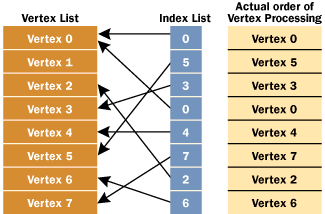 Vertex List
Index List
Actual order of
Vertex Processing
Vertex 0
0
Vertex 0
Vertex 1
5
Vertex 5
Vertex 2
3
Vertex 3
Vertex 3
0
Vertex 0
Vertex 4
4
Vertex 4
Vertex 5
7
Vertex 7
Vertex 6
2
Vertex 2
Vertex 7
6
Vertex 6